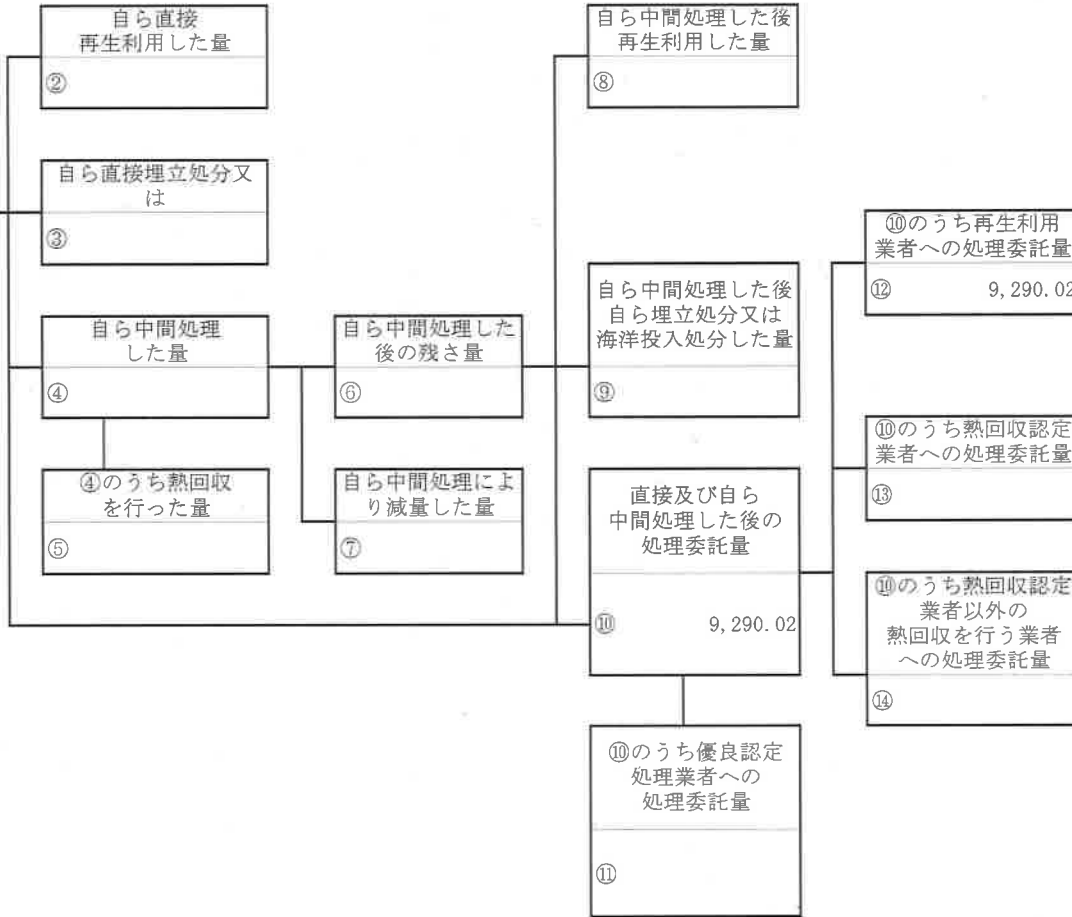 自ら直接
再生利用した量
②
自ら直接埋立処分又
は
③
自ら中間処理
した量
④
④のうち熱回収
を行った量
⑤
自ら中間処理した
後の残さ量
⑥
自ら中間処理によ
り減量した量
⑦
自ら中間処理した後
再生利用した量
⑧
自ら中間処理した後
自ら埋立処分又は
海洋投入処分した量
⑨
直接及び自ら
中間処理した後の
処理委託量
⑩ 9,290.02
⑩のうち優良認定
処理業者への
処理委託量
⑪
⑩のうち再生利用
業者への処理委託量
⑫ 9,290.02
⑩のうち熱回収認定
業者への処理委託量
⑬
⑩のうち熱回収認定
業者以外の
熱回収を行う業者
への処理委託量
⑭